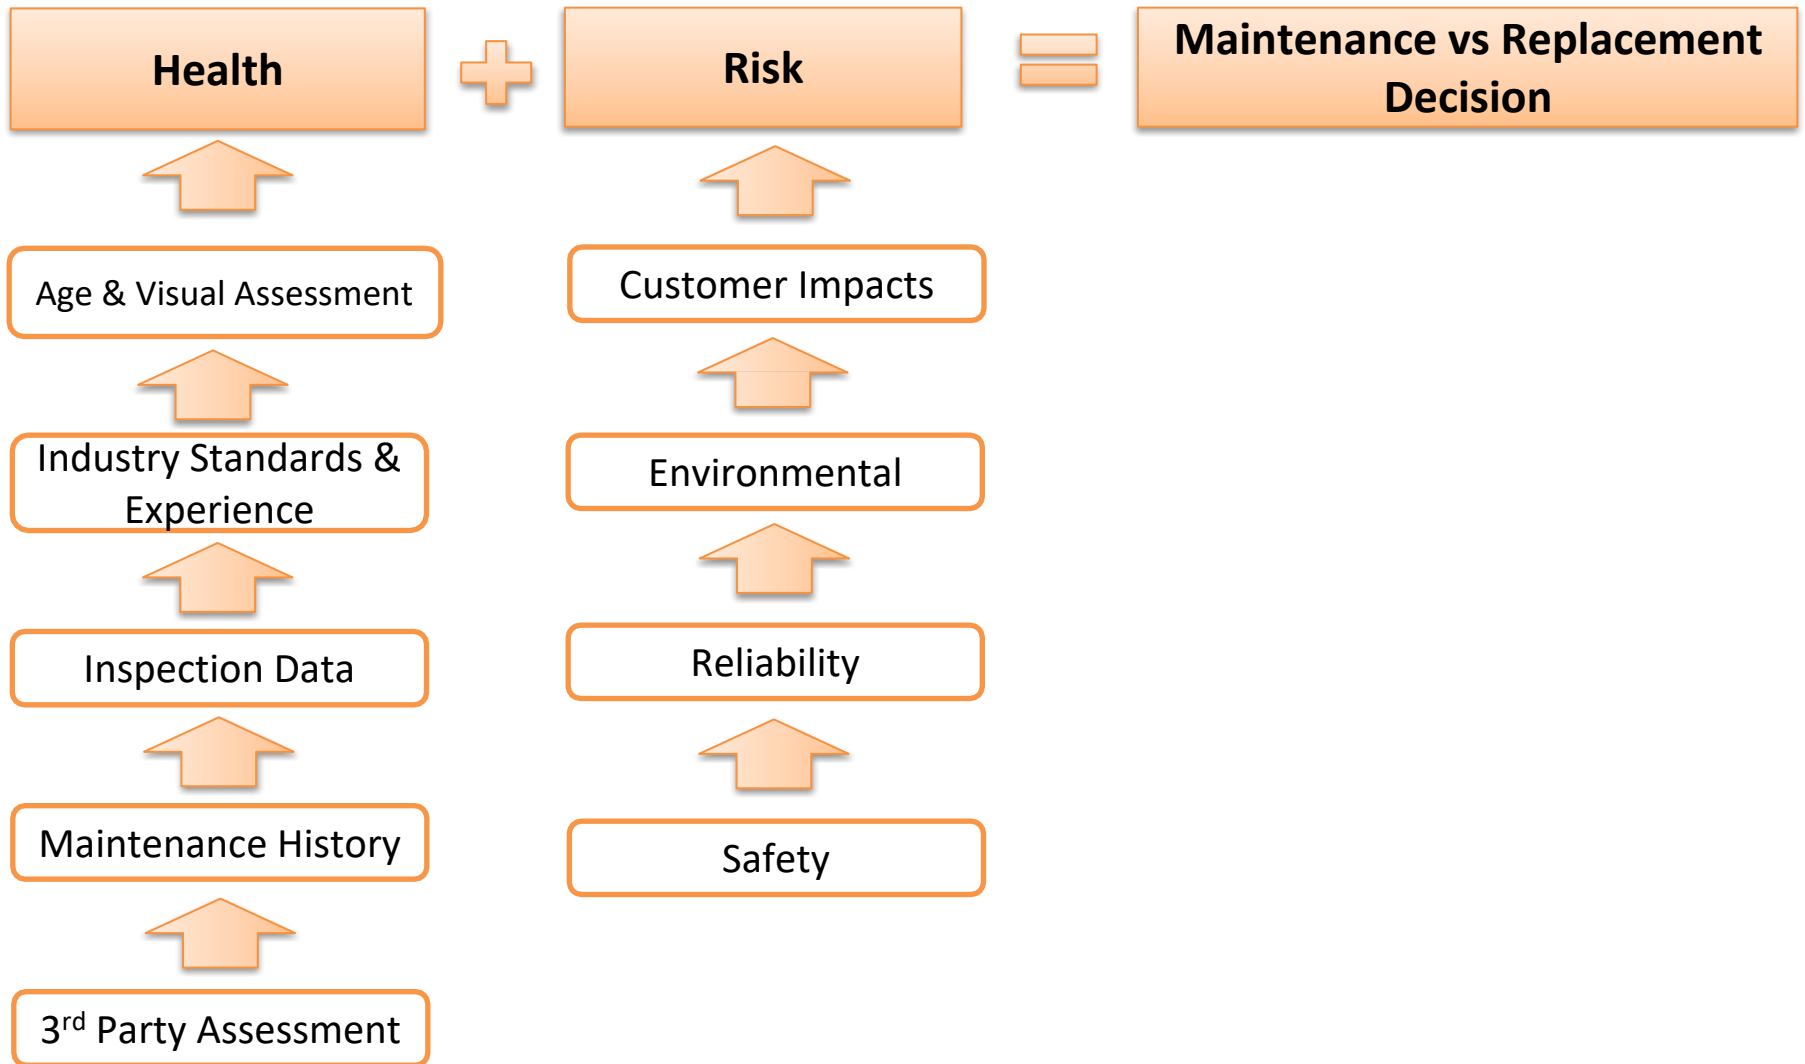 Health
Risk
Maintenance vs Replacement
Decision
Age & Visual Assessment
Industry Standards &
Experience
Inspection Data
Maintenance History
3rd Party Assessment
Customer Impacts
Environmental
Reliability
Safety